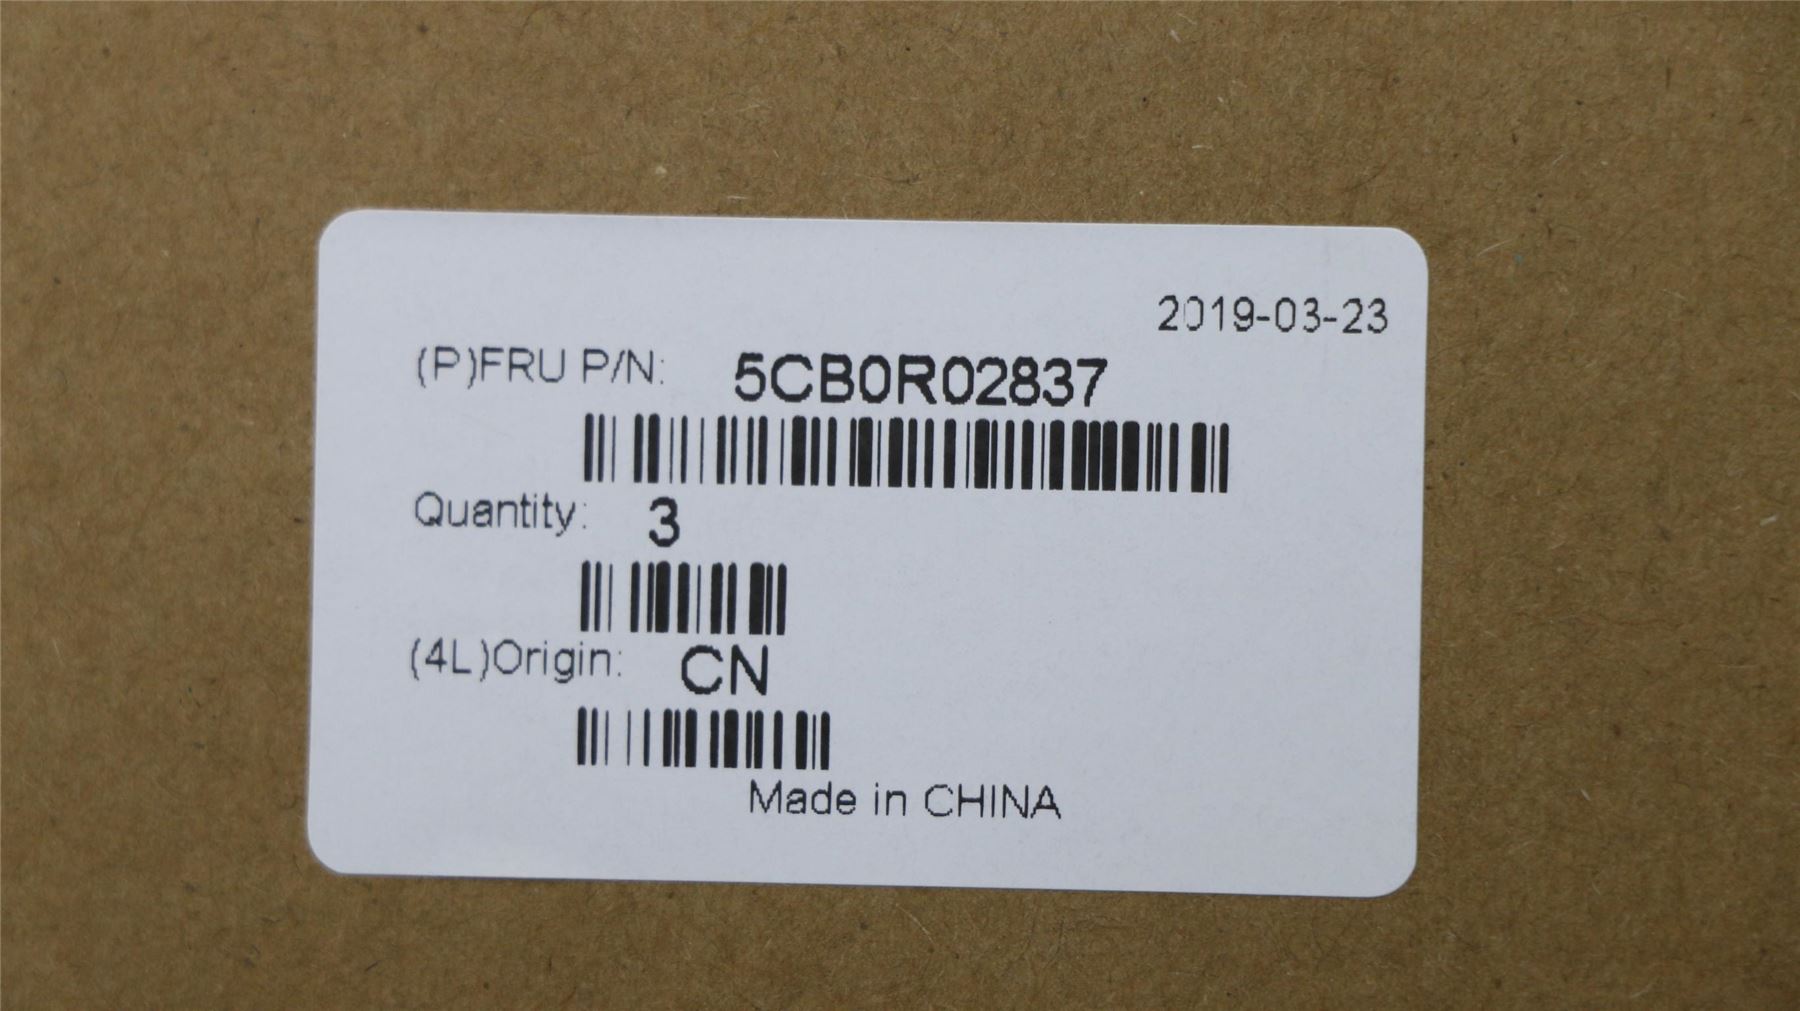 2019-03-23
(P)FRU P/N: 5CB0R02837
Quantity: 3
(4L)Origin: CN
Made in CHINA